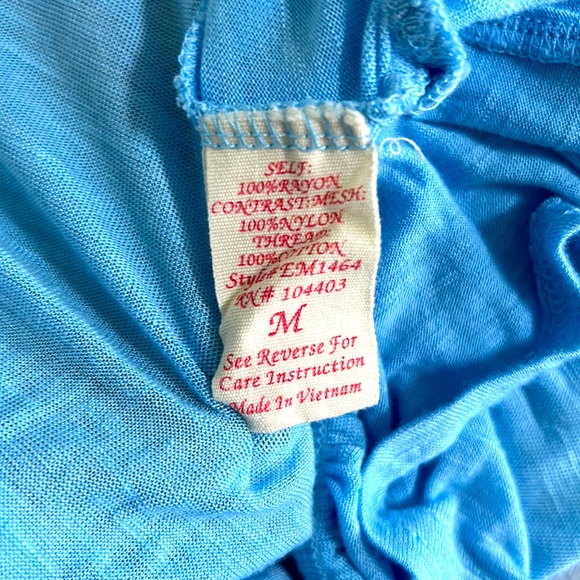 SELF:
100%RAYON
CONTRAST:MESH:
100%NYLON
THREAD:
100%COTTON
Style#EM1464
RN# 104403
M
See Reverse For
Care Instruction
Made In Vietnam